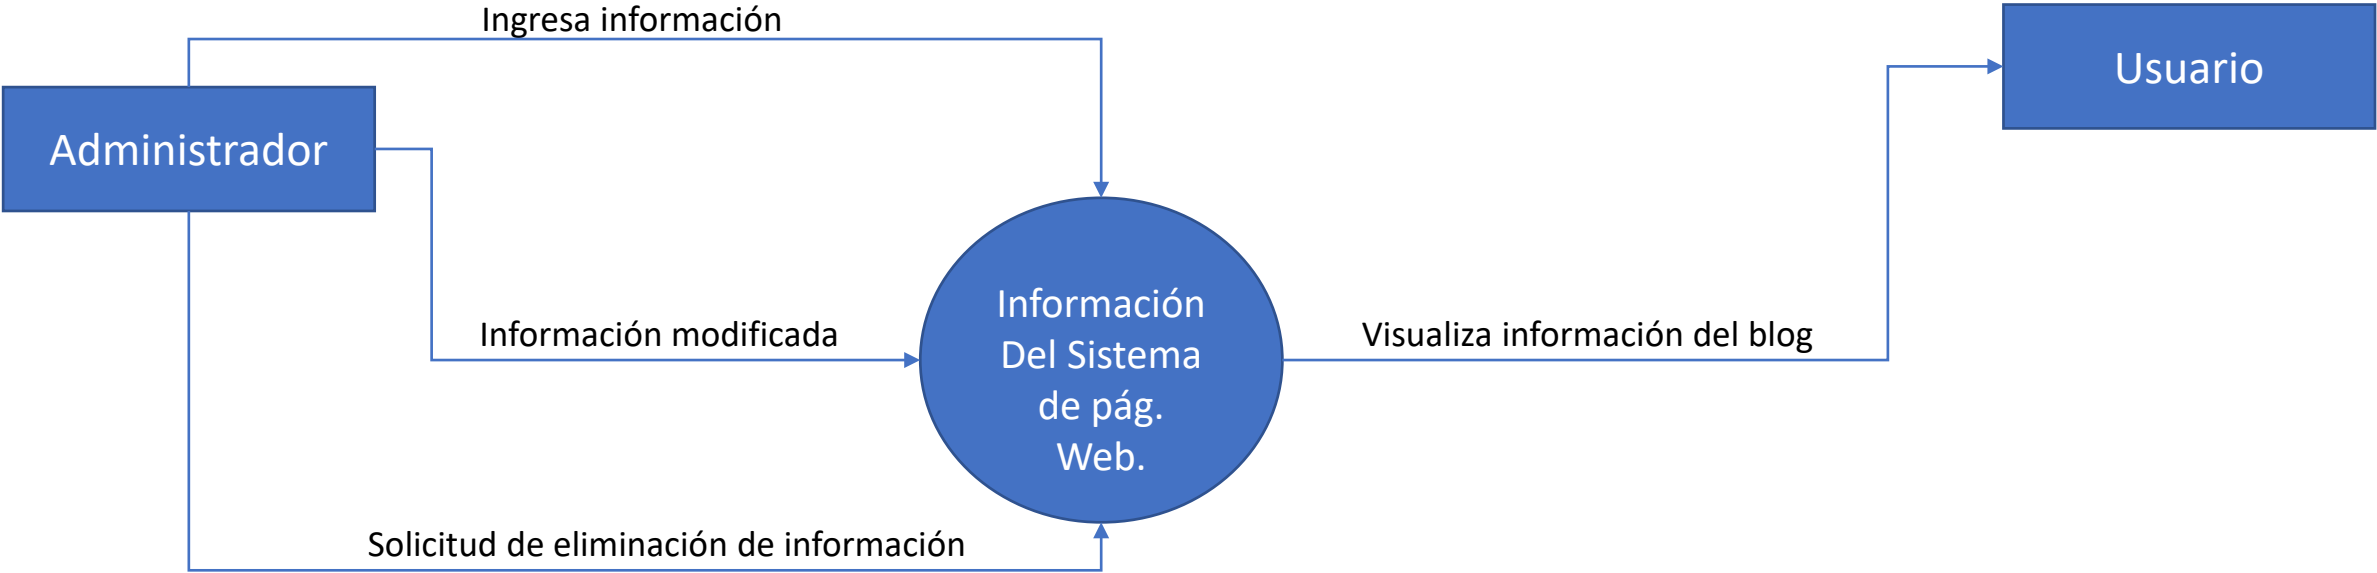 Ingresa información
Usuario
Administrador
Información
Del Sistema
de pág.
Web.
Información modificada
Visualiza información del blog
Solicitud de eliminación de información